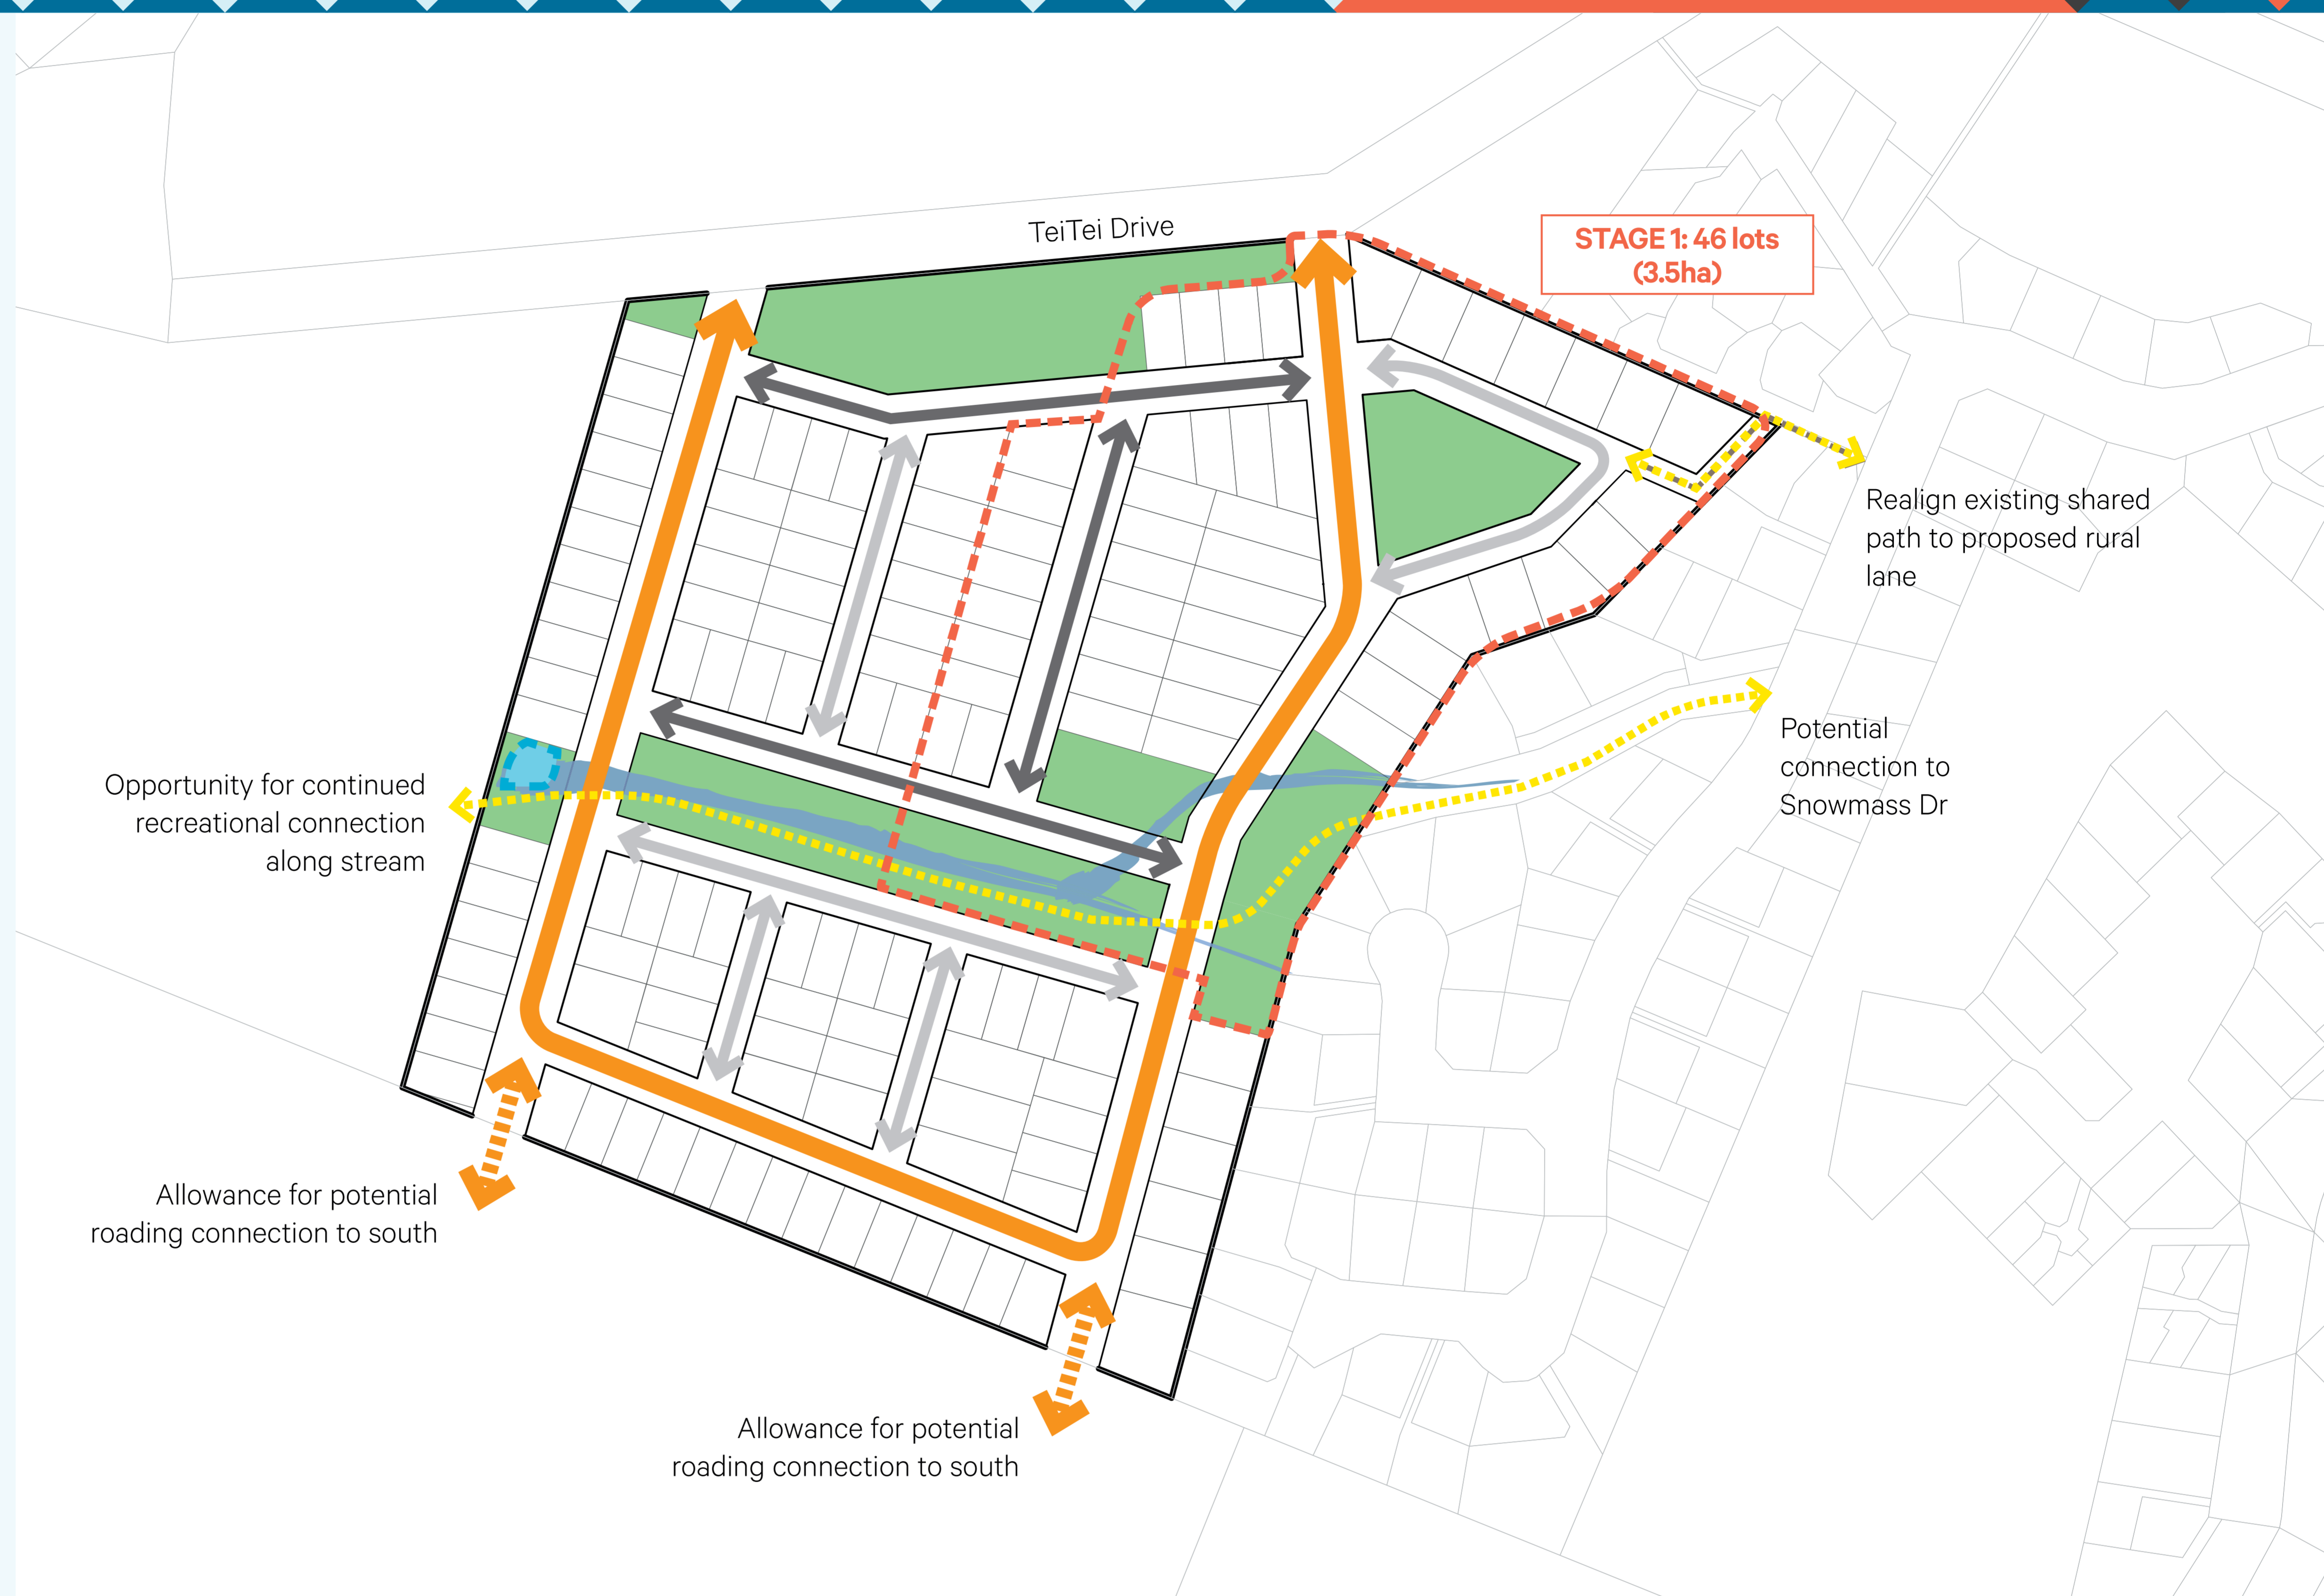 TeiTei Drive
STAGE 1: 46 lots
(3.5ha)
Realign existing shared
path to proposed rural
lane
Potential
connection to
Snowmass Dr
Opportunity for continued
recreational connection
along stream
Allowance for potential
roading connection to south
Allowance for potential
roading connection to south